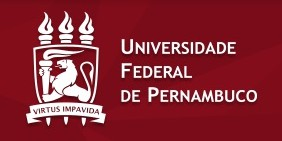 UNIVERSIDADE
FEDERAL
DE PERNAMBUCO
VIRTUS IMPAVIDA